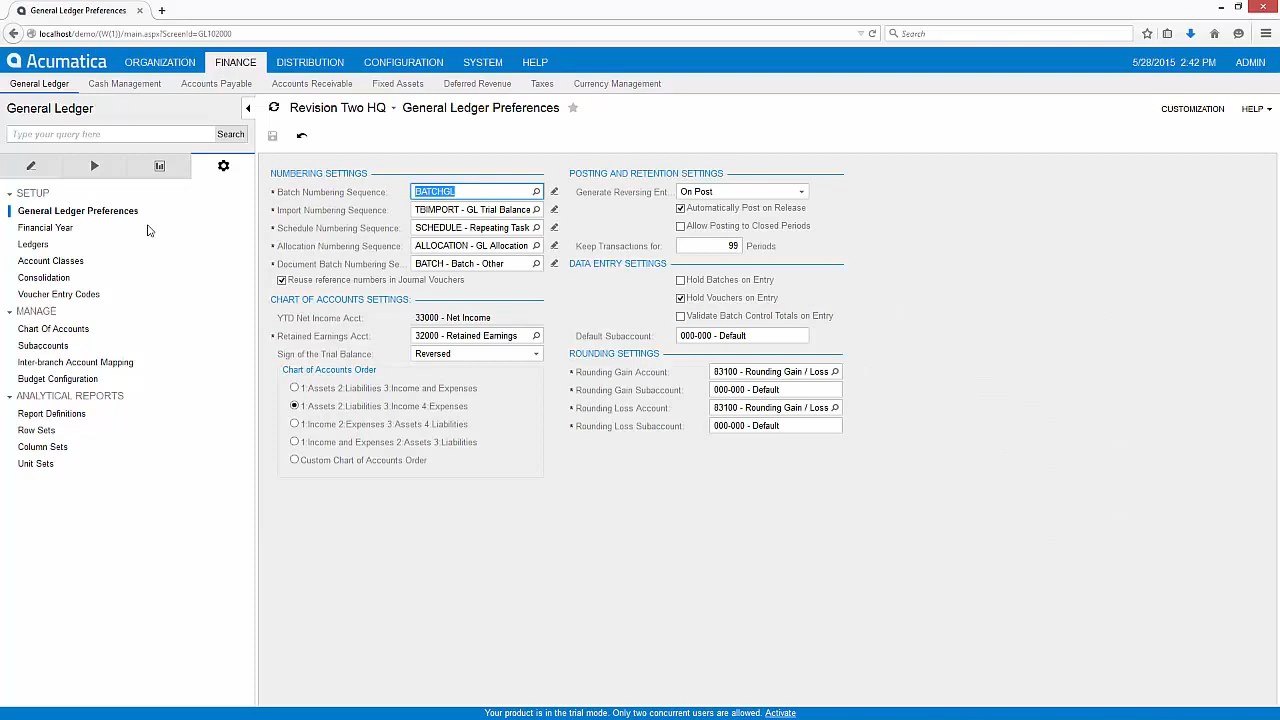 General Ledger Preferences
localhost/demo/(W(1))/main.aspx?ScreenId=GL102000
Search
Acumatica
ORGANIZATION FINANCE DISTRIBUTION CONFIGURATION SYSTEM HELP
5/28/2015 2:42 PM ADMIN
General Ledger Cash Management Accounts Payable Accounts Receivable Fixed Assets Deferred Revenue Taxes Currency Management
General Ledger
Revision Two HQ General Ledger Preferences
CUSTOMIZATION HELP
Type your query here Search
SETUP
General Ledger Preferences
Financial Year
Ledgers
Account Classes
Consolidation
Voucher Entry Codes
MANAGE
Chart Of Accounts
Subaccounts
Inter-branch Account Mapping
Budget Configuration
ANALYTICAL REPORTS
Report Definitions
Row Sets
Column Sets
Unit Sets
NUMBERING SETTINGS
Batch Numbering Sequence: BATCHGL
Import Numbering Sequence: TBIMPORT - GL Trial Balance
Schedule Numbering Sequence: SCHEDULE - Repeating Task
Allocation Numbering Sequence: ALLOCATION - GL Allocation
Document Batch Numbering Se... BATCH - Batch - Other
Reuse reference numbers in Journal Vouchers
CHART OF ACCOUNTS SETTINGS:
YTD Net Income Acct: 33000 - Net Income
Retained Earnings Acct: 32000 - Retained Earnings
Sign of the Trial Balance: Reversed
Chart of Accounts Order
1:Assets 2:Liabilities 3:Income and Expenses
1:Assets 2:Liabilities 3:Income 4:Expenses
1:Income 2:Expenses 3:Assets 4:Liabilities
1:Income and Expenses 2:Assets 3:Liabilities
Custom Chart of Accounts Order
POSTING AND RETENTION SETTINGS
Generate Reversing Ent... On Post
Automatically Post on Release
Allow Posting to Closed Periods
Keep Transactions for: 99 Periods
DATA ENTRY SETTINGS
Hold Batches on Entry
Hold Vouchers on Entry
Validate Batch Control Totals on Entry
Default Subaccount: 000-000 - Default
ROUNDING SETTINGS
Rounding Gain Account: 83100 - Rounding Gain / Loss
Rounding Gain Subaccount: 000-000 - Default
Rounding Loss Account: 83100 - Rounding Gain / Loss
Rounding Loss Subaccount: 000-000 - Default
Your product is in the trial mode. Only two concurrent users are allowed. Activate